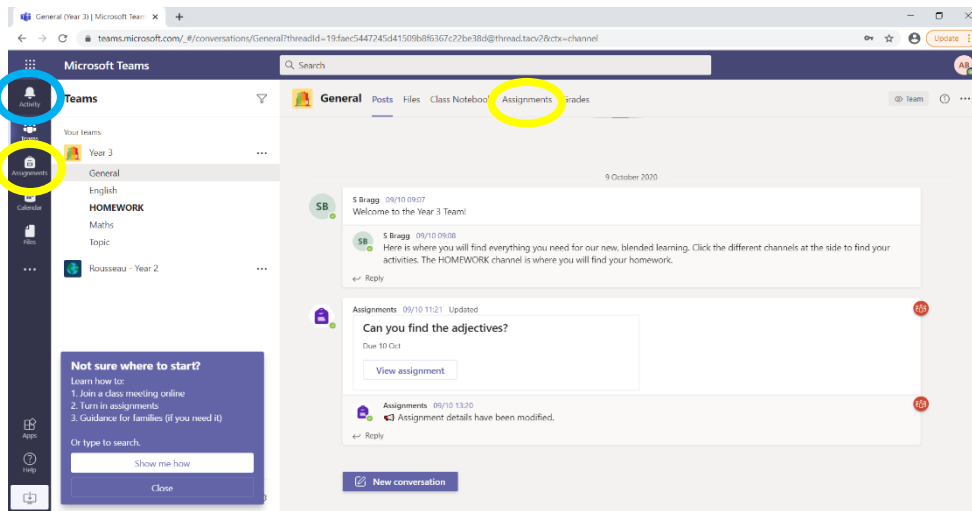 General (Year 3) | Microsoft Team
teams.microsoft.com/_#/conversations/General?threadId=19:faec5447245d41509b8f6367c22be38d@thread.tacv2&ctx=channel
Update
Microsoft Teams
Search
AB
Activity
Teams
Assignments
Calendar
Files
Apps
Help
Teams
Your teams
Year 3
General
English
HOMEWORK
Maths
Topic
Rousseau - Year 2
Not sure where to start?
Learn how to:
1. Join a class meeting online
2. Turn in assignments
3. Guidance for families (if you need it)
Or type to search.
Show me how
Close
General Posts Files Class Notebook Assignments Grades
Team
9 October 2020
SB
S Bragg 09/10 09:07
Welcome to the Year 3 Team!
SB
S Bragg 09/10 09:08
Here is where you will find everything you need for our new, blended learning. Click the different channels at the side to find your
activities. The HOMEWORK channel is where you will find your homework.
Reply
Assignments 09/10 11:21 Updated
Can you find the adjectives?
Due 10 Oct
View assignment
Assignments 09/10 13:20
Assignment details have been modified.
Reply
New conversation